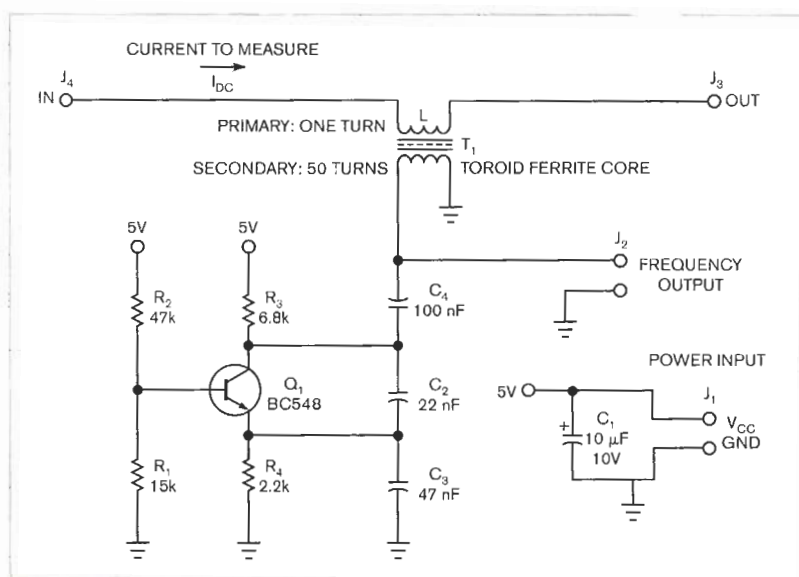 CURRENT TO MEASURE
J4
IN
IDC
J3
OUT
L
PRIMARY: ONE TURN
T1
SECONDARY: 50 TURNS
TOROID FERRITE CORE
5V
5V
J2
FREQUENCY
OUTPUT
R2
47k
R3
6.8k
C4
100 nF
POWER INPUT
Q1
BC548
C2
22 nF
5V
J1
VCC
+
C1
10 µF
10V
GND
R1
15k
R4
2.2k
C3
47 nF